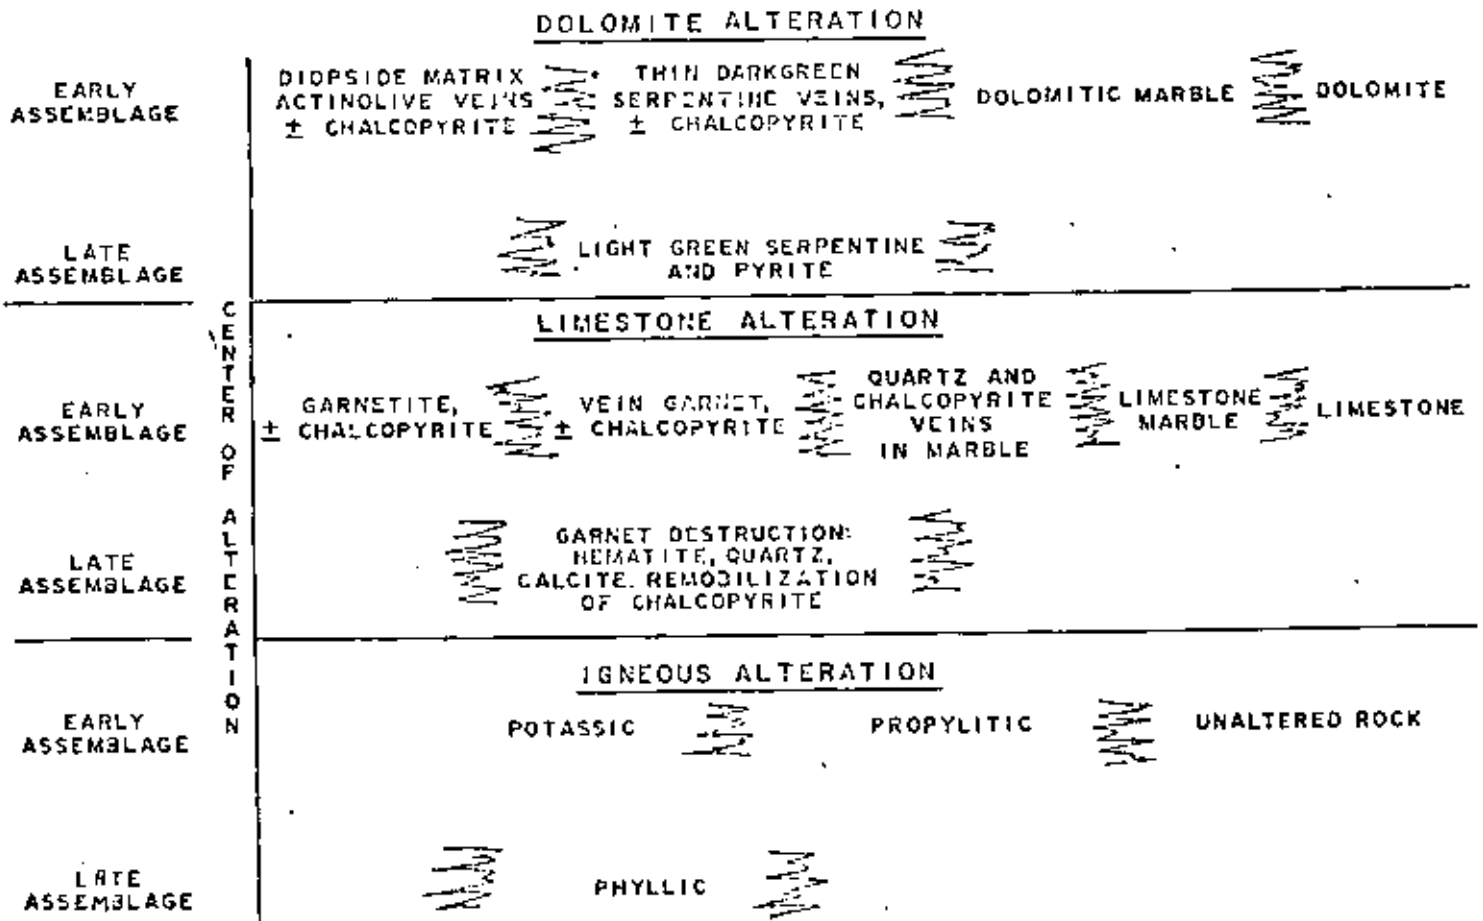 DOLOMITE ALTERATION
EARLY
ASSEMBLAGE
DIOPSIDE MATRIX
ACTINOLIVE VEINS
± CHALCOPYRITE
THIN DARKGREEN
SERPENTINE VEINS,
± CHALCOPYRITE
DOLOMITIC MARBLE
DOLOMITE
LATE
ASSEMBLAGE
LIGHT GREEN SERPENTINE
AND PYRITE
CENTER OF ALTERATION
LIMESTONE ALTERATION
EARLY
ASSEMBLAGE
GARNETITE,
± CHALCOPYRITE
VEIN GARNET,
± CHALCOPYRITE
QUARTZ AND
CHALCOPYRITE
VEINS
IN MARBLE
LIMESTONE
MARBLE
LIMESTONE
LATE
ASSEMBLAGE
GARNET DESTRUCTION:
HEMATITE, QUARTZ,
CALCITE. REMOBILIZATION
OF CHALCOPYRITE
IGNEOUS ALTERATION
EARLY
ASSEMBLAGE
POTASSIC
PROPYLITIC
UNALTERED ROCK
LATE
ASSEMBLAGE
PHYLLIC